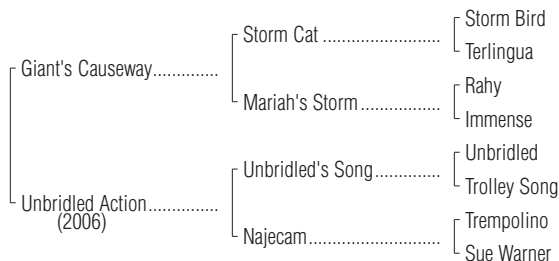 Storm Bird
Storm Cat ..........................
Terlingua
Giant's Causeway..............
Rahy
Mariah's Storm ..................
Immense
Unbridled
Unbridled's Song...............
Trolley Song
Unbridled Action...............
(2006)
Trempolino
Najecam.............................
Sue Warner